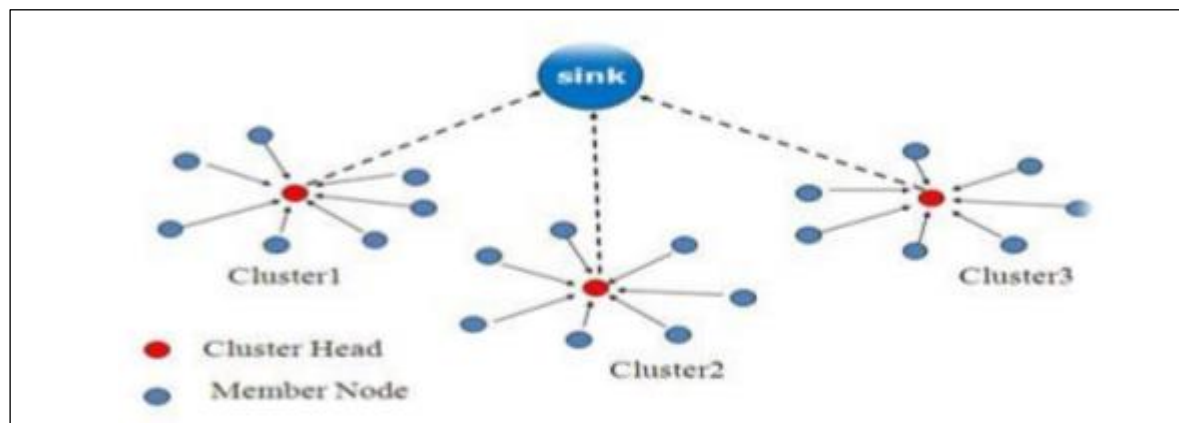 sink
Cluster1
Cluster3
Cluster2
Cluster Head
Member Node